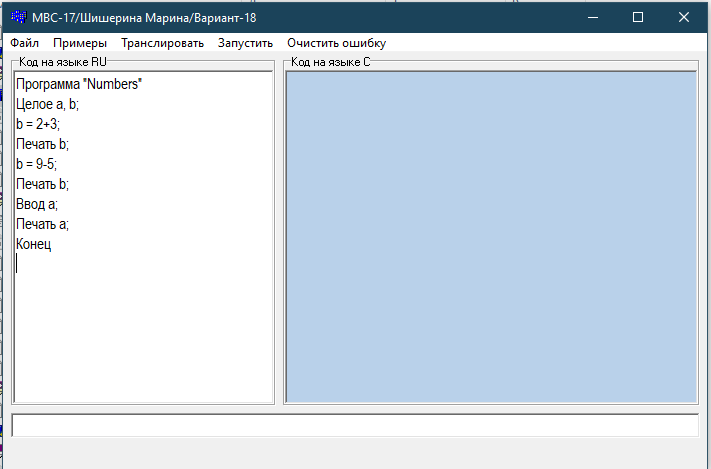 МВС-17/Шишерина Марина/Вариант-18
Файл Примеры Транслировать Запустить Очистить ошибку
Код на языке RU
Программа "Numbers"
Целое a, b;
b = 2+3;
Печать b;
b = 9-5;
Печать b;
Ввод a;
Печать a;
Конец
Код на языке C